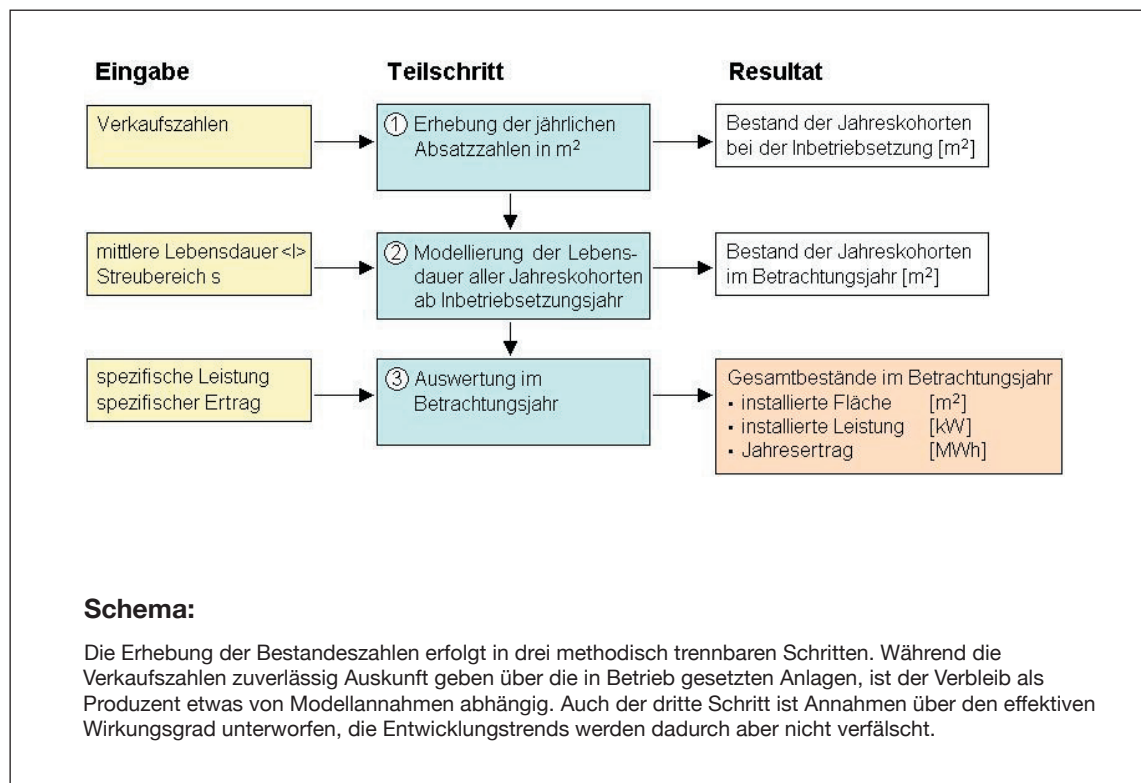 Eingabe
Teilschritt
Resultat
Verkaufszahlen
① Erhebung der jährlichen
Absatzzahlen in m²
Bestand der Jahreskohorten
bei der Inbetriebsetzung [m²]
mittlere Lebensdauer <l>
Streubereich s
② Modellierung der Lebens-
dauer aller Jahreskohorten
ab Inbetriebsetzungsjahr
Bestand der Jahreskohorten
im Betrachtungsjahr [m²]
spezifische Leistung
spezifischer Ertrag
③ Auswertung im
Betrachtungsjahr
Gesamtbestände im Betrachtungsjahr
▪ installierte Fläche [m²]
▪ installierte Leistung [kW]
▪ Jahresertrag [MWh]
Schema:
Die Erhebung der Bestandeszahlen erfolgt in drei methodisch trennbaren Schritten. Während die
Verkaufszahlen zuverlässig Auskunft geben über die in Betrieb gesetzten Anlagen, ist der Verbleib als
Produzent etwas von Modellannahmen abhängig. Auch der dritte Schritt ist Annahmen über den effektiven
Wirkungsgrad unterworfen, die Entwicklungstrends werden dadurch aber nicht verfälscht.